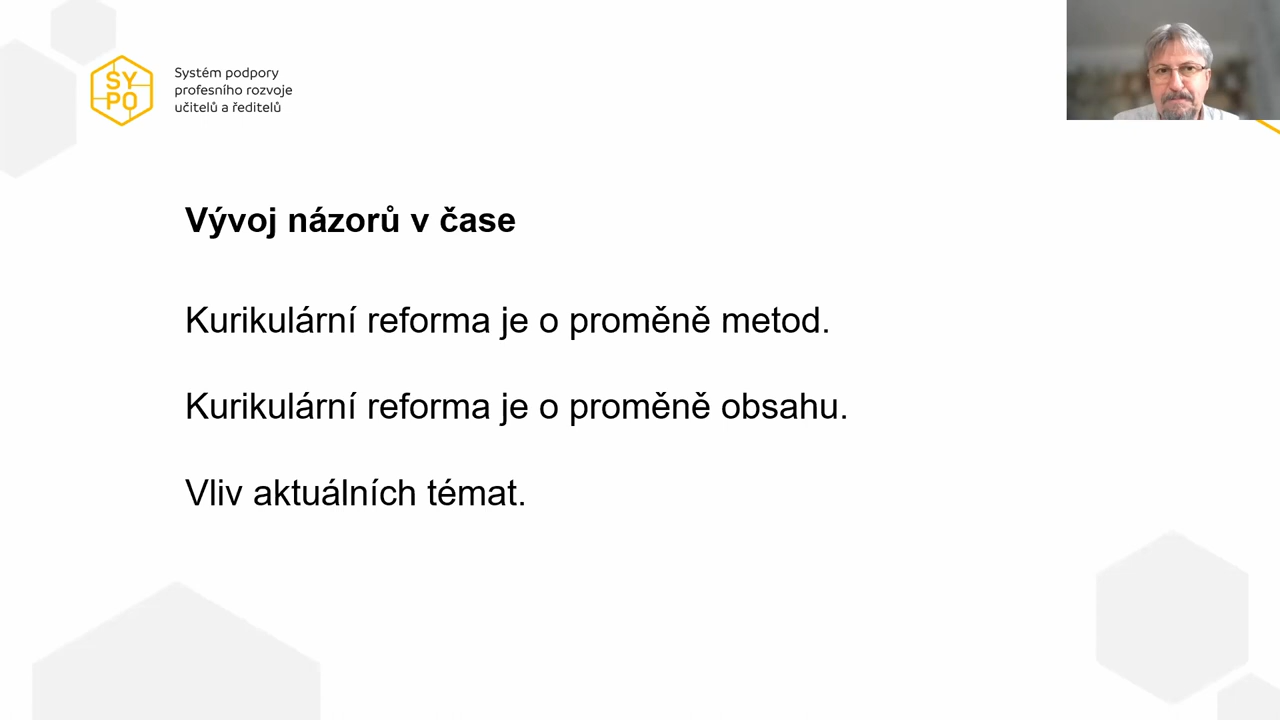 SY
PO
Systém podpory
profesního rozvoje
učitelů a ředitelů
Vývoj názorů v čase
Kurikulární reforma je o proměně metod.
Kurikulární reforma je o proměně obsahu.
Vliv aktuálních témat.